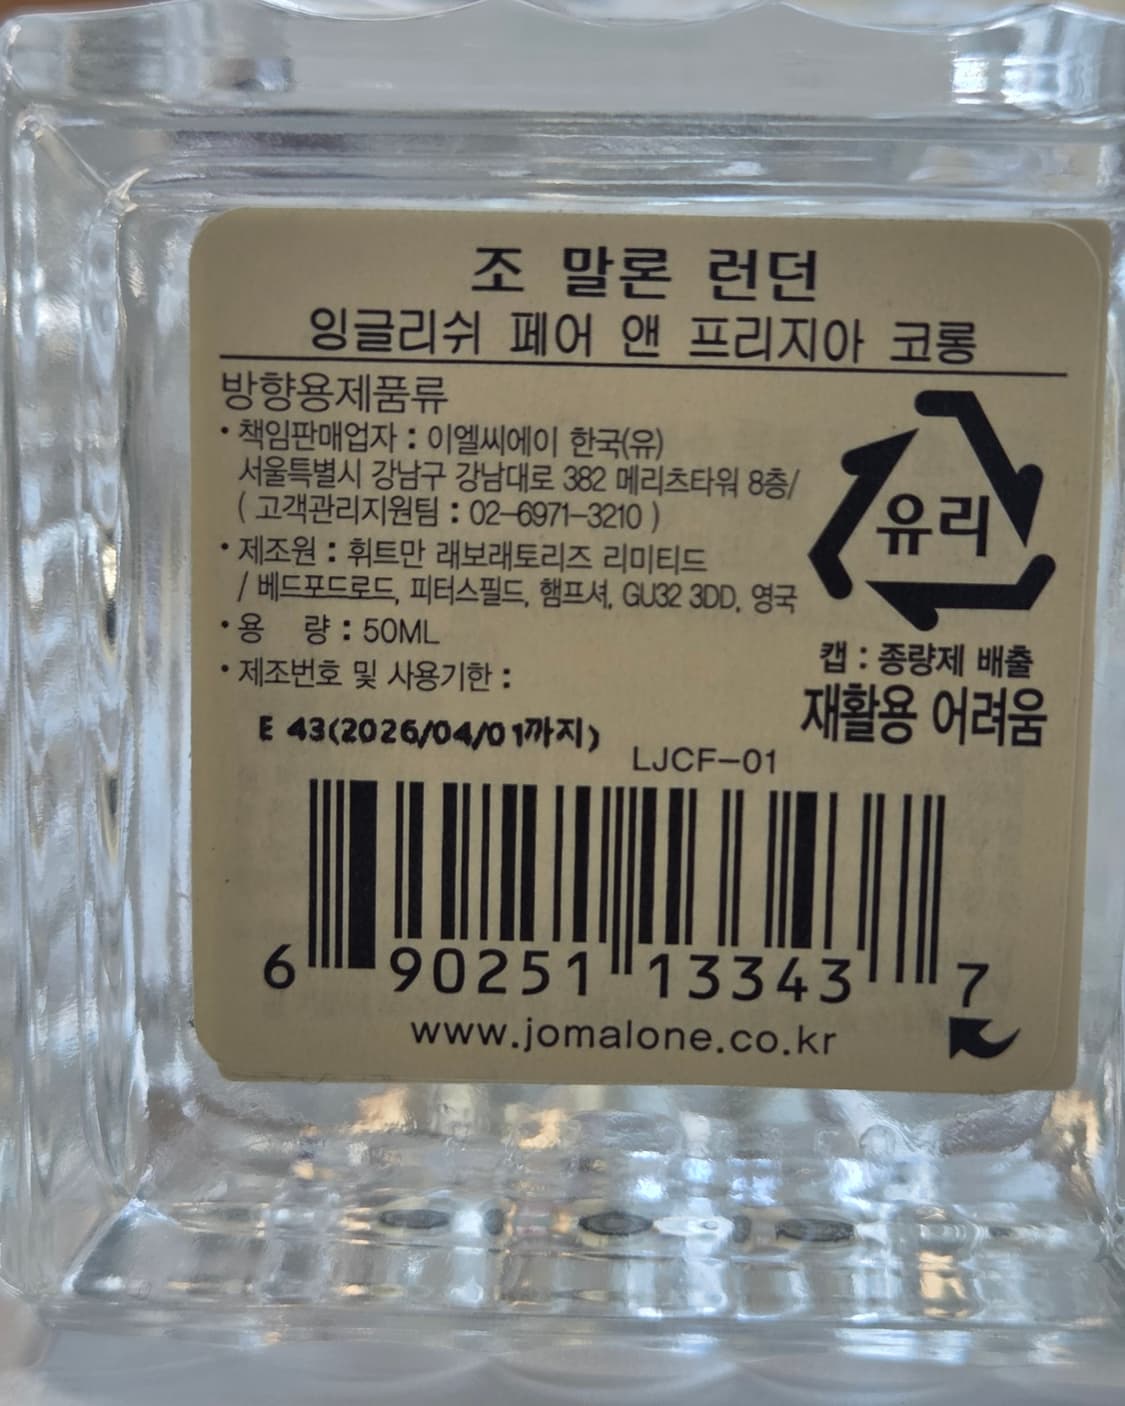 조 말론 런던
잉글리쉬 페어 앤 프리지아 코롱
방향용제품류
• 책임판매업자 : 이엘씨에이 한국(유)
서울특별시 강남구 강남대로 382 메리츠타워 8층/
( 고객관리지원팀 : 02-6971-3210 )
• 제조원 : 휘트만 래보래토리즈 리미티드
/ 베드포드로드, 피터스필드, 햄프셔, GU32 3DD, 영국
• 용 량 : 50ML
• 제조번호 및 사용기한 :
E 43(2026/04/01까지)
유리
캡 : 종량제 배출
재활용 어려움
LJCF-01
6 90251 13343 7
www.jomalone.co.kr